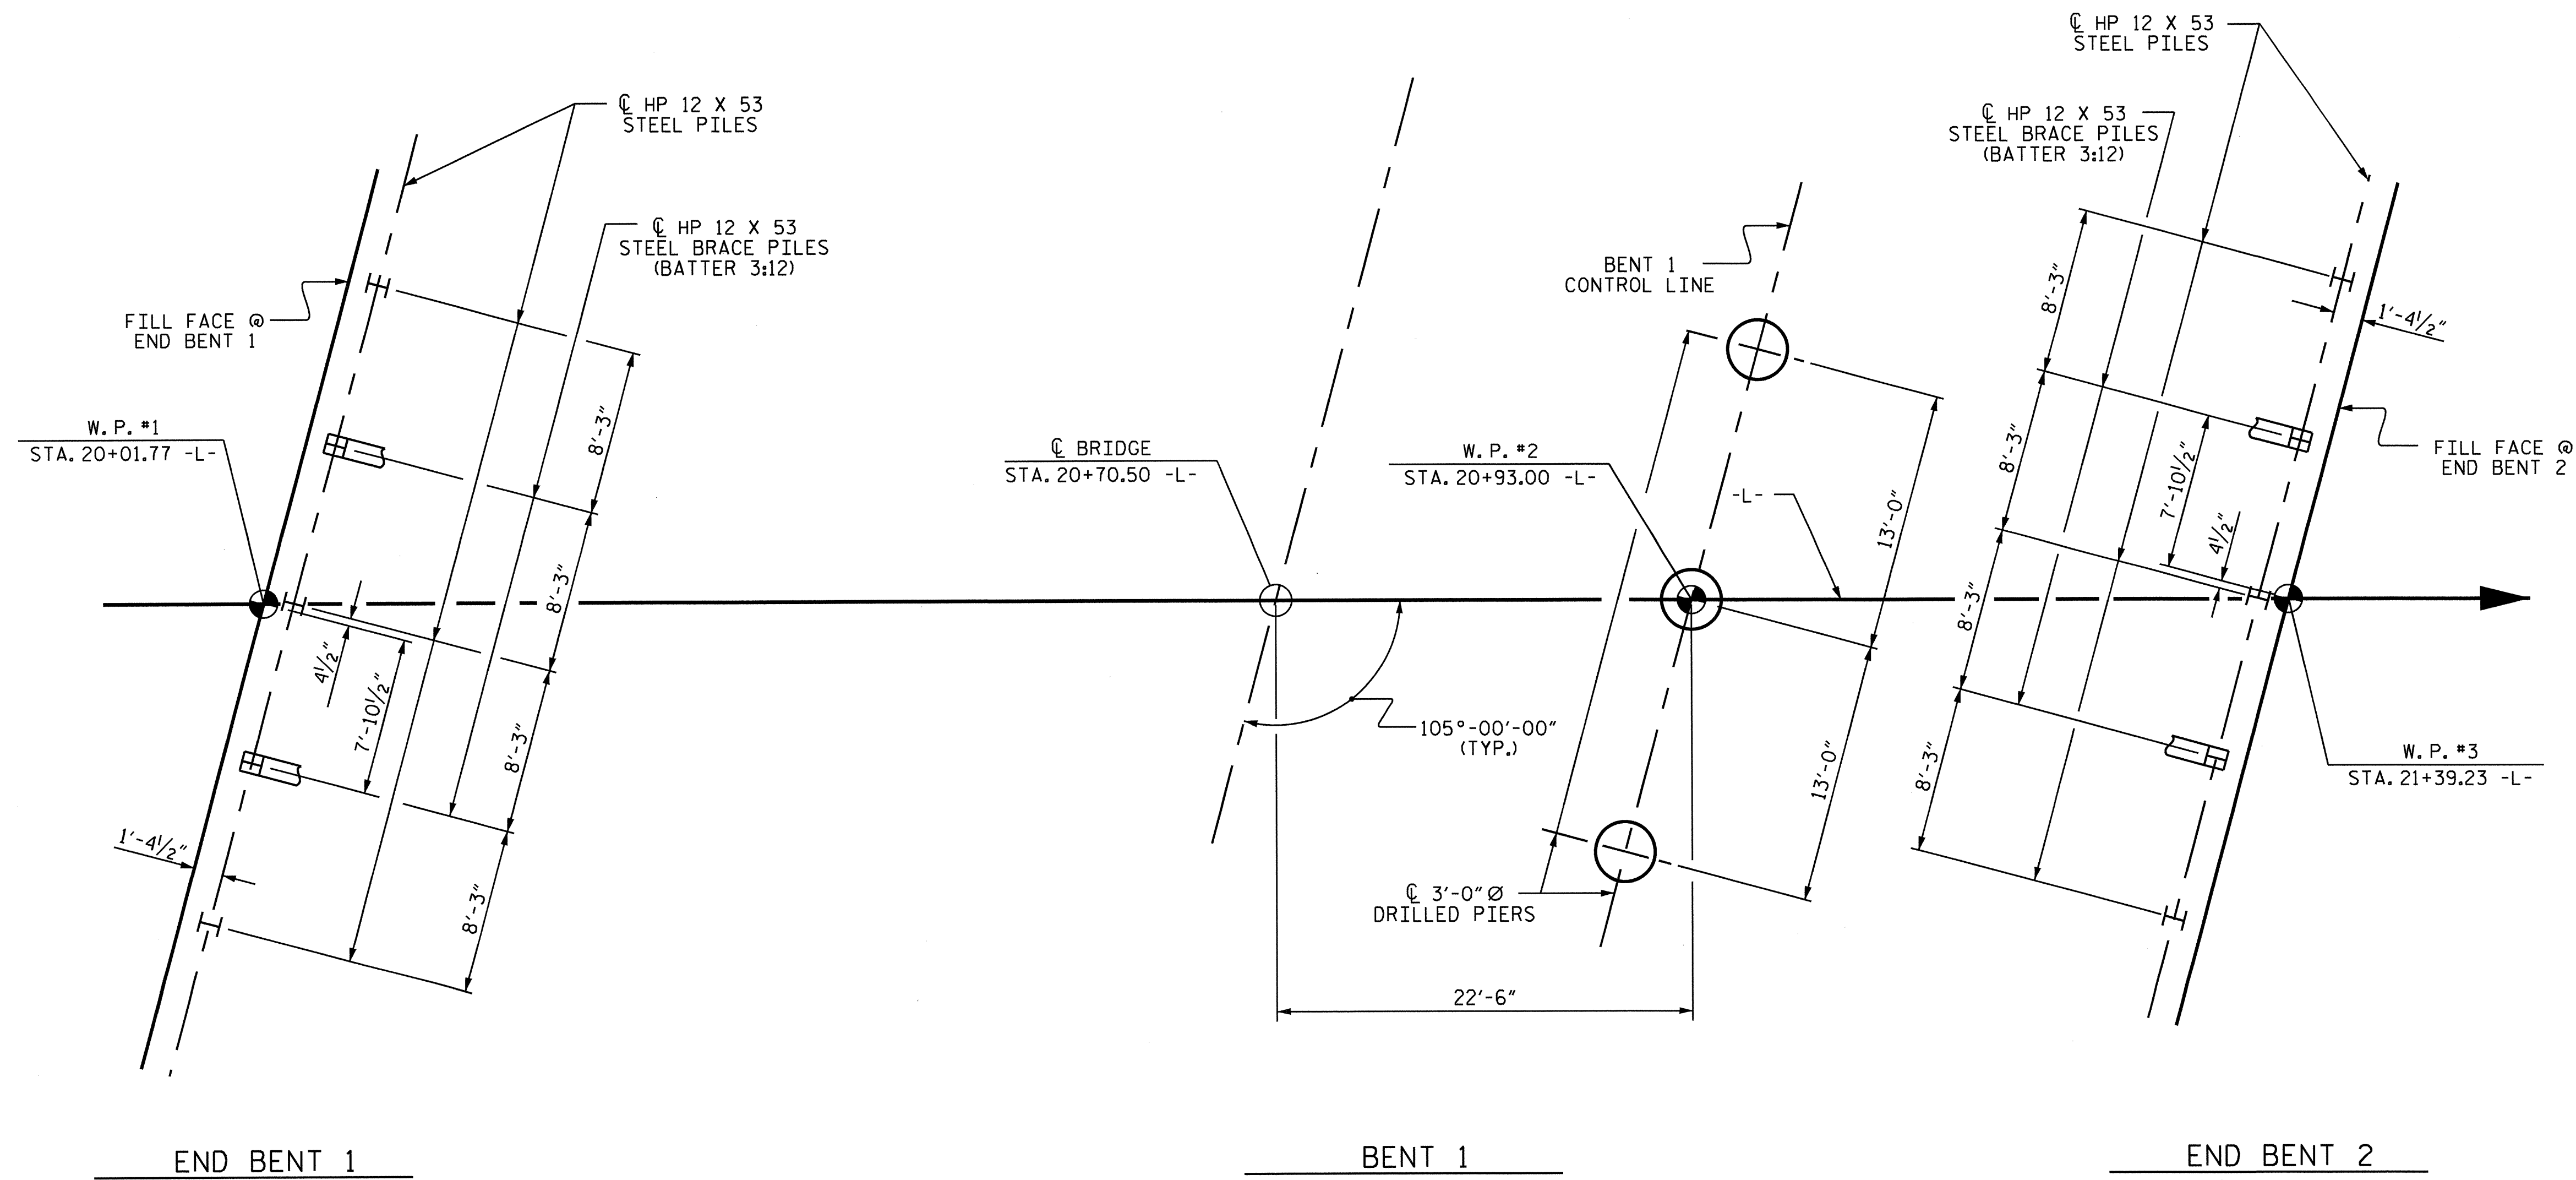 ℄ HP 12 X 53
STEEL PILES
℄ HP 12 X 53
STEEL BRACE PILES
(BATTER 3:12)
FILL FACE @
END BENT 1
W.P. #1
STA. 20+01.77 -L-
8'-3"
8'-3"
8'-3"
8'-3"
4½"
7'-10½"
1'-4½"
℄ BRIDGE
STA. 20+70.50 -L-
105°-00'-00"
(TYP.)
22'-6"
BENT 1
CONTROL LINE
W.P. #2
STA. 20+93.00 -L-
-L-
13'-0"
13'-0"
℄ 3'-0" Ø
DRILLED PIERS
℄ HP 12 X 53
STEEL PILES
℄ HP 12 X 53
STEEL BRACE PILES
(BATTER 3:12)
8'-3"
8'-3"
8'-3"
8'-3"
7'-10½"
4½"
1'-4½"
FILL FACE @
END BENT 2
W.P. #3
STA. 21+39.23 -L-
END BENT 1
BENT 1
END BENT 2